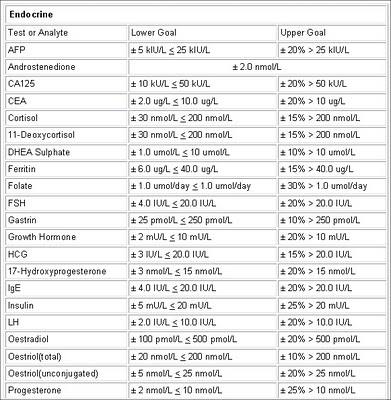 Endocrine
Test or Analyte Lower Goal Upper Goal
AFP ± 5 kIU/L ≤ 25 kIU/L ± 20% > 25 kIU/L
Androstenedione ± 2.0 nmol/L
CA125 ± 10 kU/L ≤ 50 kU/L ± 20% > 50 kU/L
CEA ± 2.0 ug/L ≤ 10.0 ug/L ± 20% > 10 ug/L
Cortisol ± 30 nmol/L ≤ 200 nmol/L ± 15% > 200 nmol/L
11-Deoxycortisol ± 30 nmol/L ≤ 200 nmol/L ± 15% > 200 nmol/L
DHEA Sulphate ± 1.0 umol/L ≤ 10 umol/L ± 10% > 10 umol/L
Ferritin ± 6.0 ug/L ≤ 40.0 ug/L ± 15% > 40.0 ug/L
Folate ± 1.0 umol/day ≤ 1.0 umol/day ± 30% > 1.0 umol/day
FSH ± 4.0 IU/L ≤ 20.0 IU/L ± 20% > 20.0 IU/L
Gastrin ± 25 pmol/L ≤ 250 pmol/L ± 10% > 250 pmol/L
Growth Hormone ± 2 mU/L ≤ 10 mU/L ± 20% > 10 mU/L
HCG ± 3 IU/L ≤ 20.0 IU/L ± 15% > 20.0 IU/L
17-Hydroxyprogesterone ± 3 nmol/L ≤ 15 nmol/L ± 20% > 15 nmol/L
IgE ± 4.0 IU/L ≤ 20.0 IU/L ± 20% > 20.0 IU/L
Insulin ± 5 mU/L ≤ 20 mU/L ± 25% > 20 mU/L
LH ± 2.0 IU/L ≤ 10.0 IU/L ± 20% > 10.0 IU/L
Oestradiol ± 100 pmol/L ≤ 500 pmol/L ± 20% > 500 pmol/L
Oestriol(total) ± 20 nmol/L ≤ 200 nmol/L ± 10% > 200 nmol/L
Oestriol(unconjugated) ± 5 nmol/L ≤ 25 nmol/L ± 20% > 25 nmol/L
Progesterone ± 2 nmol/L ≤ 10 nmol/L ± 25% > 10 nmol/L